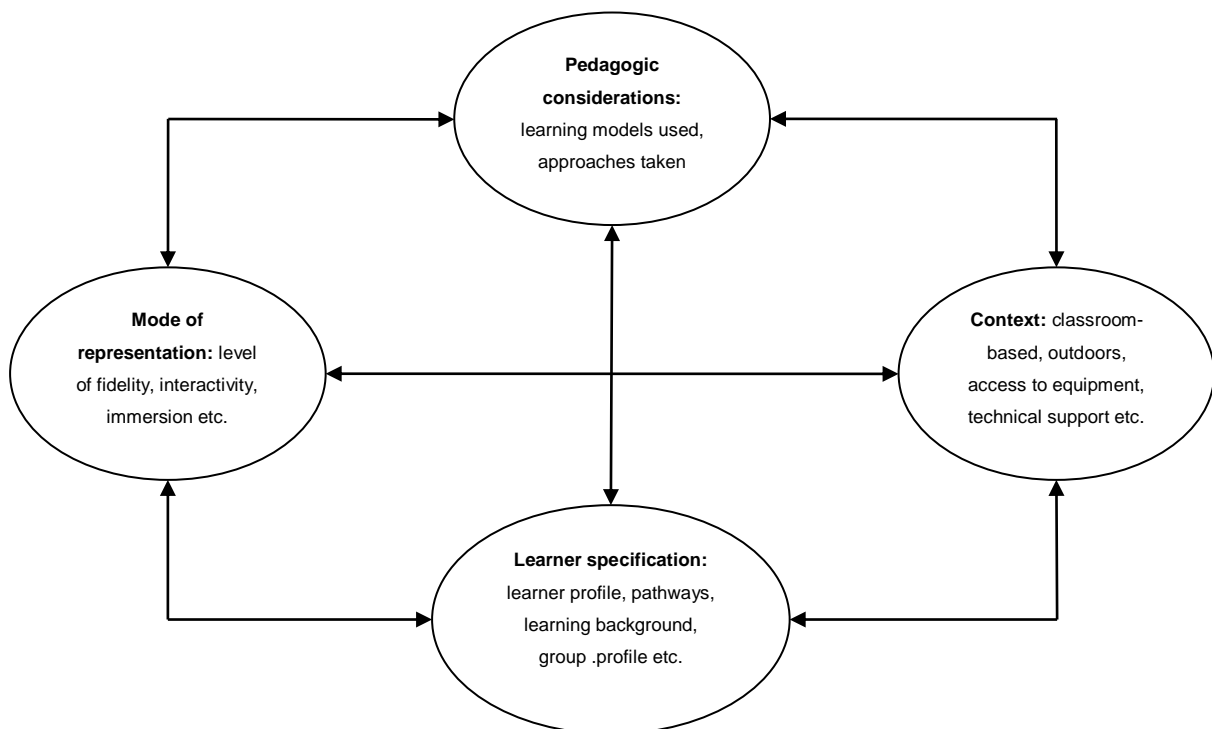 Pedagogic
considerations:
learning models used,
approaches taken
Mode of
representation: level
of fidelity, interactivity,
immersion etc.
Context: classroom-
based, outdoors,
access to equipment,
technical support etc.
Learner specification:
learner profile, pathways,
learning background,
group .profile etc.